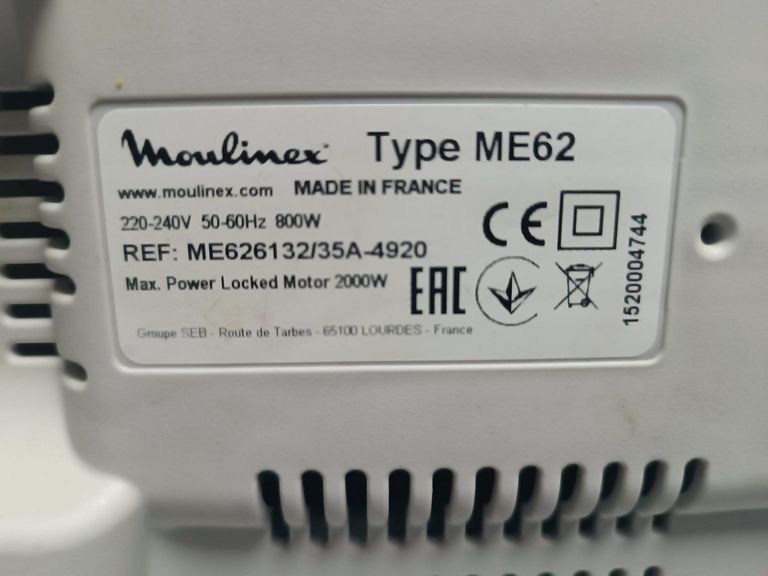 Moulinex Type ME62
www.moulinex.com MADE IN FRANCE
220-240V 50-60Hz 800W
REF: ME626132/35A-4920
Max. Power Locked Motor 2000W
Groupe SEB - Route de Tarbes - 65100 LOURDES - France
CE
EAC
1520004744